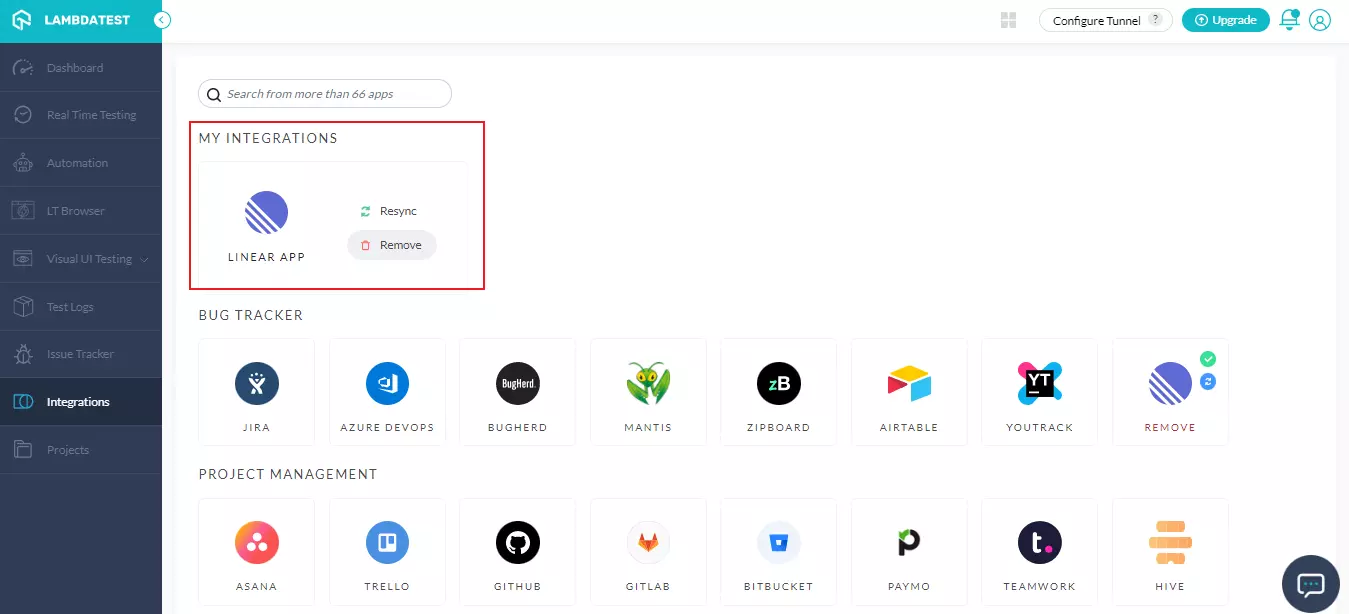 LAMBDATEST
Configure Tunnel ?
Upgrade
Dashboard
Real Time Testing
Automation
LT Browser
Visual UI Testing
Test Logs
Issue Tracker
Integrations
Projects
Search from more than 66 apps
MY INTEGRATIONS
LINEAR APP
Resync
Remove
BUG TRACKER
JIRA
AZURE DEVOPS
BugHerd.
BUGHERD
MANTIS
zB
ZIPBOARD
AIRTABLE
YT
YOUTRACK
REMOVE
PROJECT MANAGEMENT
ASANA
TRELLO
GITHUB
GITLAB
BITBUCKET
PAYMO
t.
TEAMWORK
HIVE